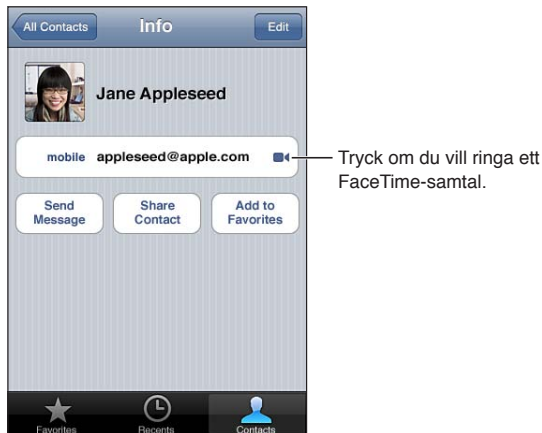 All Contacts
Info
Edit
Jane Appleseed
mobile appleseed@apple.com
Tryck om du vill ringa ett
FaceTime-samtal.
Send
Message
Share
Contact
Add to
Favorites
Favorites
Recents
Contacts